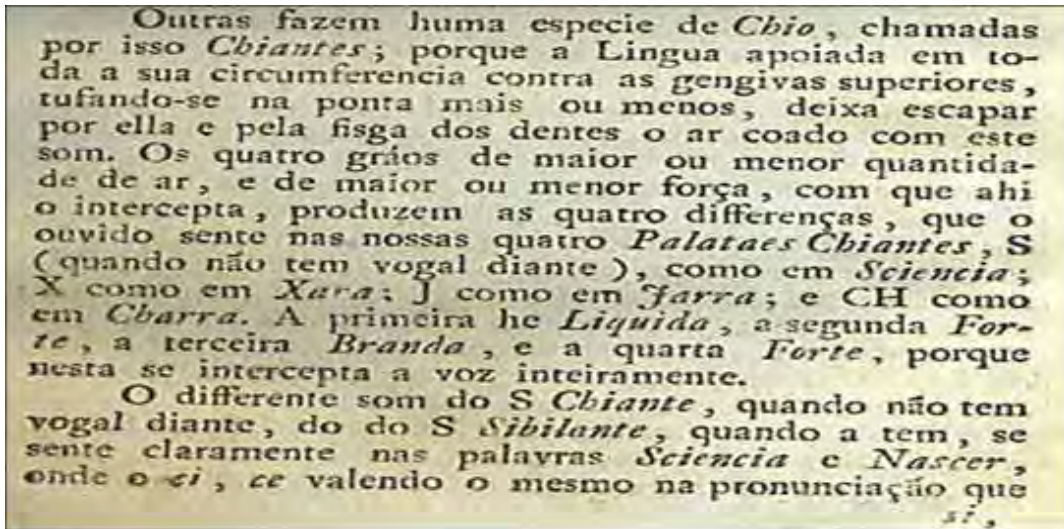 Outras fazem huma especie de Chio, chamadas
por isso Chiantes; porque a Lingua apoiada em to-
da a sua circumferencia contra as gengivas superiores,
tufando-se na ponta mais ou menos, deixa escapar
por ella e pela fisga dos dentes o ar coado com este
som. Os quatro gráos de maior ou menor quantida-
de de ar, e de maior ou menor força, com que ahi
o intercepta, produzem as quatro differenças, que o
ouvido sente nas nossas quatro Palataes Chiantes, S
(quando não tem vogal diante), como em Sciencia;
X como em Xara; J como em Jarra; e CH como
em Charra. A primeira he Liquida, a segunda For-
te, a terceira Branda, e a quarta Forte, porque
nesta se intercepta a voz inteiramente.
O differente som do S Chiante, quando não tem
vogal diante, do do S Sibilante, quando a tem, se
sente claramente nas palavras Sciencia e Nascer,
onde o ci, ce valendo o mesmo na pronunciação que
si,